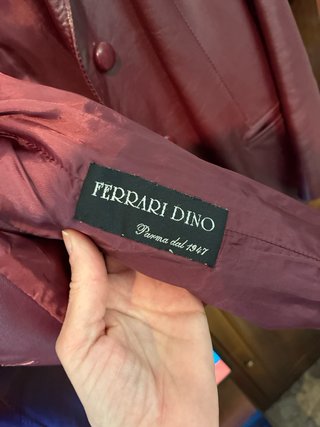 FERRARI DINO
Parma dal 1947